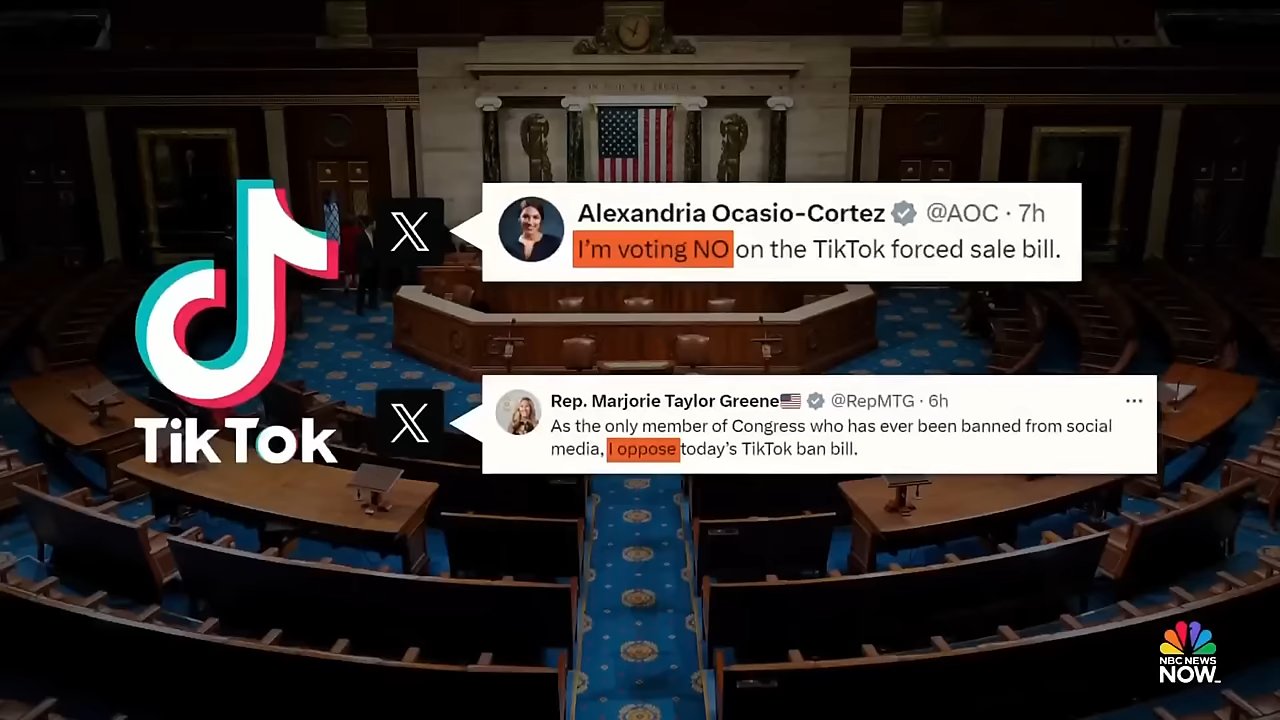 Alexandria Ocasio-Cortez @AOC · 7h
I'm voting NO on the TikTok forced sale bill.
Rep. Marjorie Taylor Greene🇺🇸 @RepMTG · 6h ···
As the only member of Congress who has ever been banned from social
media, I oppose today's TikTok ban bill.
TikTok
NBC NEWS
NOW